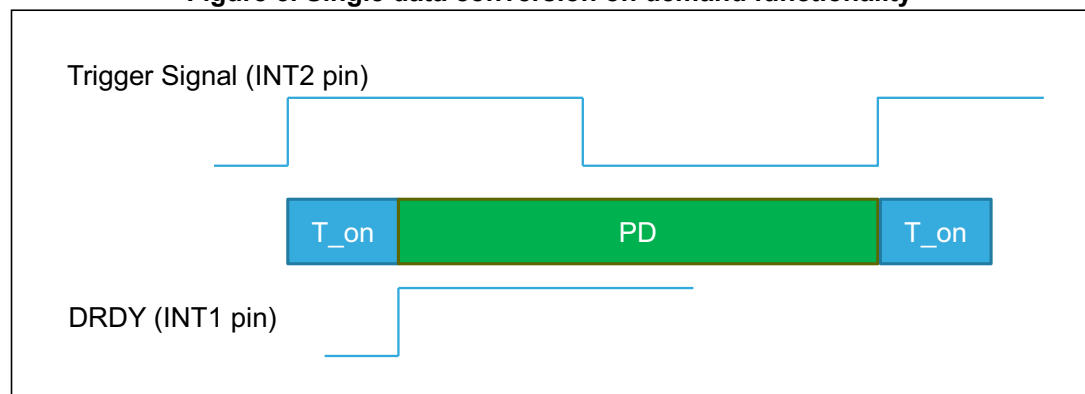 Trigger Signal (INT2 pin)
T_on PD T_on
DRDY (INT1 pin)